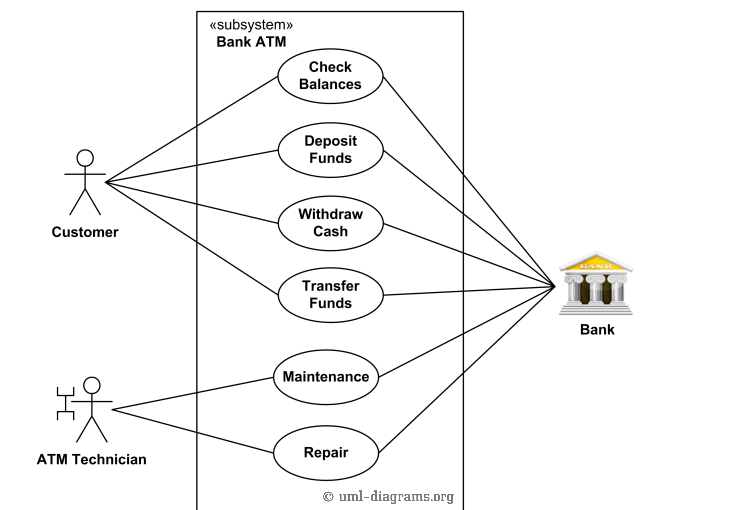 «subsystem»
Bank ATM
Check
Balances
Deposit
Funds
Withdraw
Cash
Customer
Transfer
Funds
BANK
Bank
Maintenance
ATM Technician
Repair
© uml-diagrams.org